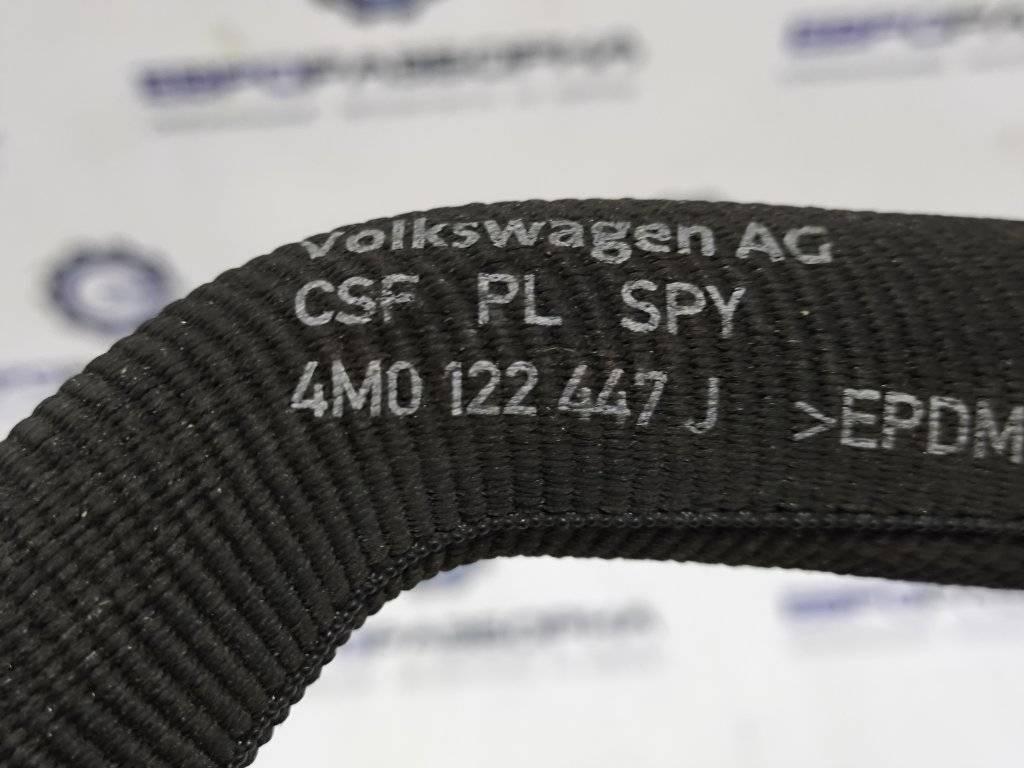 Volkswagen AG
CSF PL SPY
4M0 122 447 J >EPDM